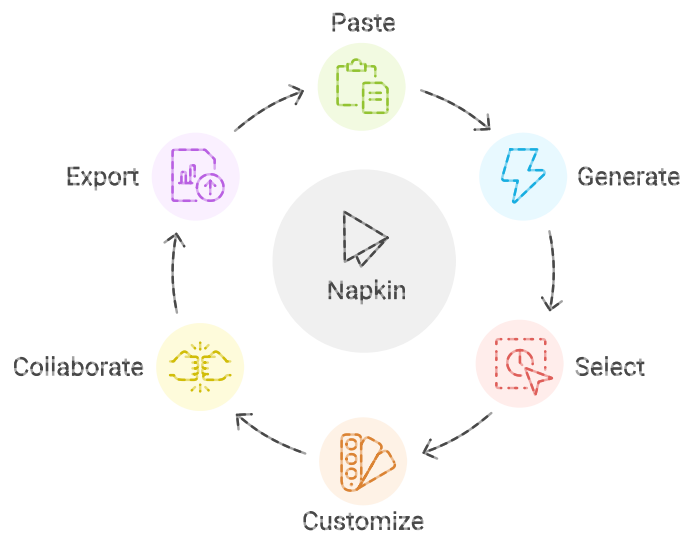 Paste
Export
Generate
Napkin
Collaborate
Select
Customize